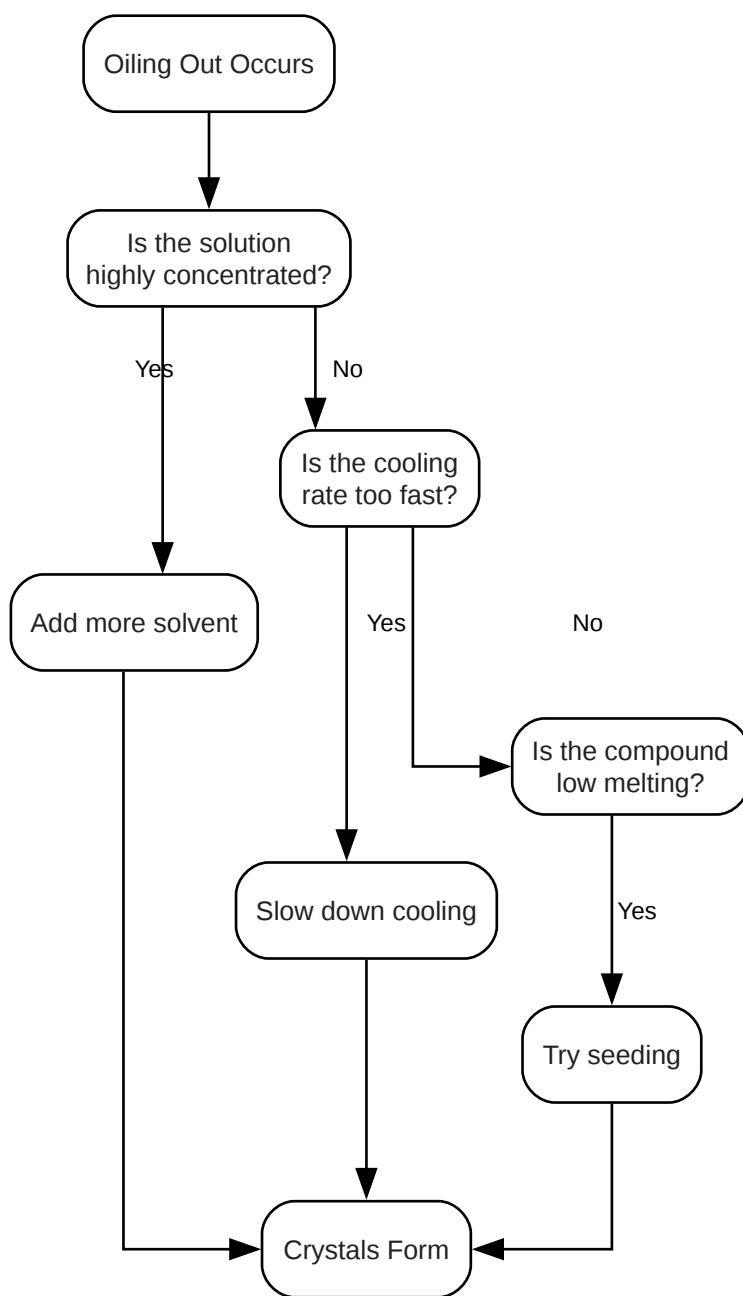 Oiling Out Occurs
Is the solution
highly concentrated?
Yes
No
Is the cooling
rate too fast?
Add more solvent
Yes
No
Is the compound
low melting?
Slow down cooling
Yes
Try seeding
Crystals Form